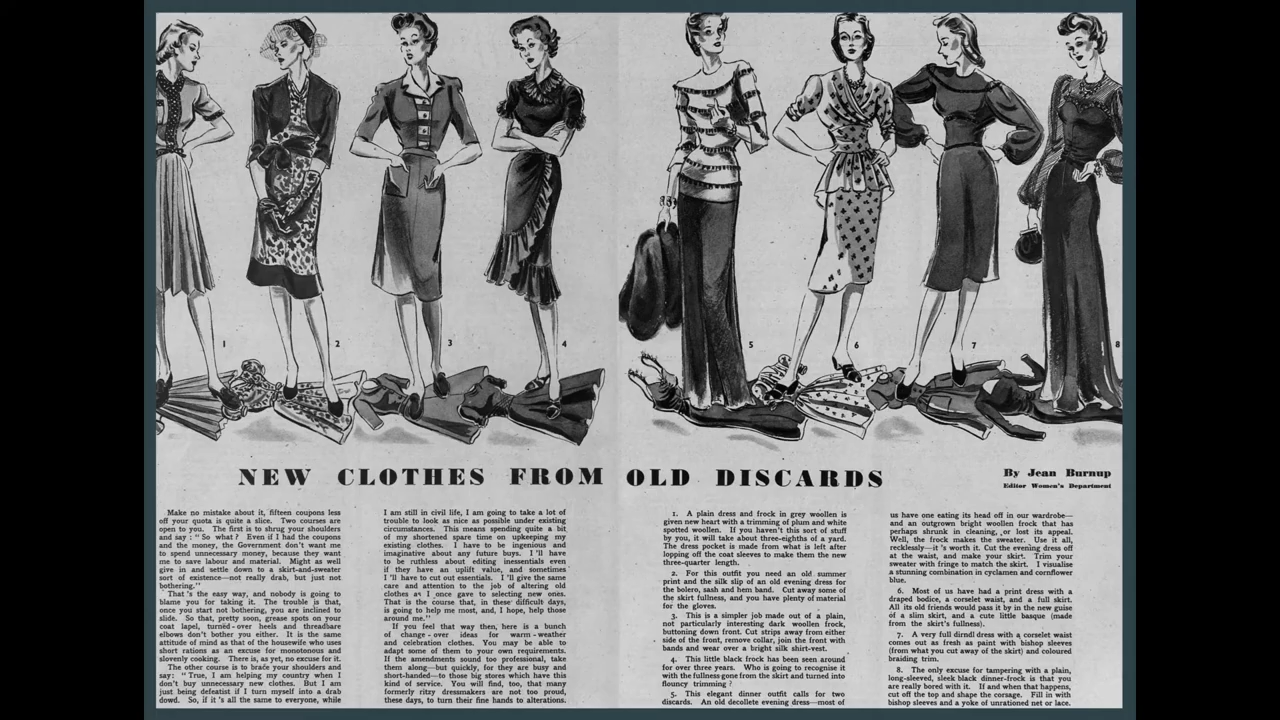 1
2
3
4
5
6
7
8
NEW CLOTHES FROM OLD DISCARDS
By Jean Burnup
Editor Women's Department
Make no mistake about it, fifteen coupons less
off your quota is quite a slice. Two courses are
open to you. The first is to shrug your shoulders
and say: "So what? Even if I had the coupons
and the money, the Government don't want me
to spend unnecessary money, because they want
me to save labour and material. Might as well
give in and settle down to a skirt-and-sweater
sort of existence—not really drab, but just not
bothering."
That's the easy way, and nobody is going to
blame you for taking it. The trouble is that,
once you start not bothering, you are inclined to
slide. So that, pretty soon, grease spots on your
coat lapel, turned-over heels and threadbare
elbows don't bother you either. It is the same
attitude of mind as that of the housewife who uses
short rations as an excuse for monotonous and
slovenly cooking. There is, as yet, no excuse for it.
The other course is to brace your shoulders and
say: "True, I am helping my country when I
don't buy unnecessary new clothes. But I am
just being defeatist if I turn myself into a drab
dowd. So, if it's all the same to everyone, while
I am still in civil life, I am going to take a lot of
trouble to look as nice as possible under existing
circumstances. This means spending quite a bit
of my shortened spare time on upkeeping my
existing clothes. I have to be ingenious and
imaginative about any future buys. I'll have
to be ruthless about editing inessentials even
if they have an uplift value, and sometimes
I'll have to cut out essentials. I'll give the same
care and attention to the job of altering old
clothes as I once gave to selecting new ones.
That is the course that, in these difficult days,
is going to help me most, and, I hope, help those
around me."
If you feel that way then, here is a bunch
of change-over ideas for warm-weather
and celebration clothes. You may be able to
adapt some of them to your own requirements.
If the amendments sound too professional, take
them along—but quickly, for they are busy and
short-handed—to those big stores which have this
kind of service. You will find, too, that many
formerly ritzy dressmakers are not too proud,
these days, to turn their fine hands to alterations.
1. A plain dress and frock in grey woollen is
given new heart with a trimming of plum and white
spotted woollen. If you haven't this sort of stuff
by you, it will take about three-eighths of a yard.
The dress pocket is made from what is left after
lopping off the coat sleeves to make them the new
three-quarter length.
2. For this outfit you need an old summer
print and the silk slip of an old evening dress for
the bolero, sash and hem band. Cut away some of
the skirt fullness, and you have plenty of material
for the gloves.
3. This is a simpler job made out of a plain,
not particularly interesting dark woollen frock,
buttoning down front. Cut strips away from either
side of the front, remove collar, join the front with
bands and wear over a bright silk shirt-vest.
4. This little black frock has been seen around
for over three years. Who is going to recognise it
with the fullness gone from the skirt and turned into
flouncy trimming?
5. This elegant dinner outfit calls for two
discards. An old decollete evening dress—most of
us have one eating its head off in our wardrobe—
and an outgrown bright woollen frock that has
perhaps shrunk in cleaning, or lost its appeal.
Well, the frock makes the sweater. Use it all,
recklessly—it's worth it. Cut the evening dress off
at the waist, and make your skirt. Trim your
sweater with fringe to match the skirt. I visualise
a stunning combination in cyclamen and cornflower
blue.
6. Most of us have had a print dress with a
draped bodice, a corselet waist, and a full skirt.
All its old friends would pass it by in the new guise
of a slim skirt, and a cute little basque (made
from the skirt's fullness).
7. A very full dirndl dress with a corselet waist
comes out as fresh as paint with bishop sleeves
(from what you cut away of the skirt) and coloured
braiding trim.
8. The only excuse for tampering with a plain,
long-sleeved, sleek black dinner-frock is that you
are really bored with it. If and when that happens,
cut off the top and shape the corsage. Fill in with
bishop sleeves and a yoke of unrationed net or lace.